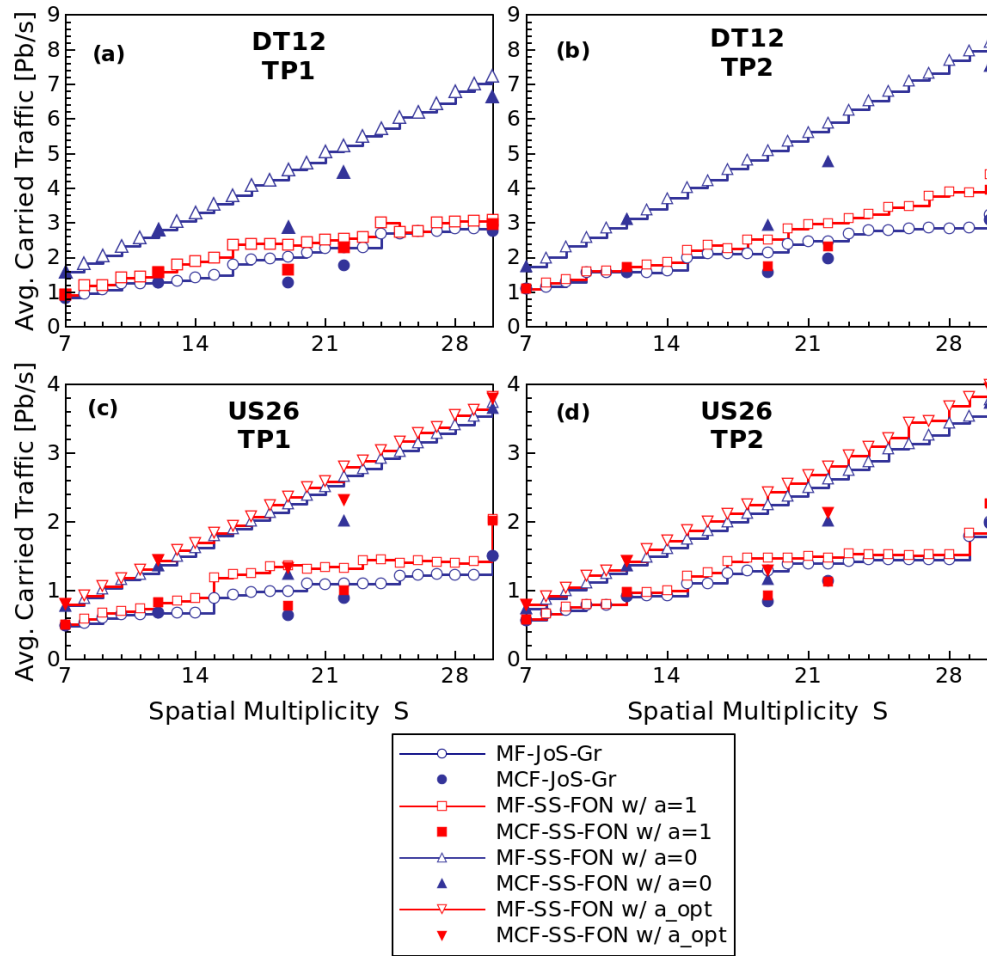 (a) DT12 TP1
(b) DT12 TP2
Avg. Carried Traffic [Pb/s]
9
8
7
6
5
4
3
2
1
0
7 14 21 28
9
8
7
6
5
4
3
2
1
0
7 14 21 28
(c) US26 TP1
(d) US26 TP2
Avg. Carried Traffic [Pb/s]
4
3
2
1
0
7 14 21 28
4
3
2
1
0
7 14 21 28
Spatial Multiplicity S
Spatial Multiplicity S
MF-JoS-Gr
MCF-JoS-Gr
MF-SS-FON w/ a=1
MCF-SS-FON w/ a=1
MF-SS-FON w/ a=0
MCF-SS-FON w/ a=0
MF-SS-FON w/ a_opt
MCF-SS-FON w/ a_opt